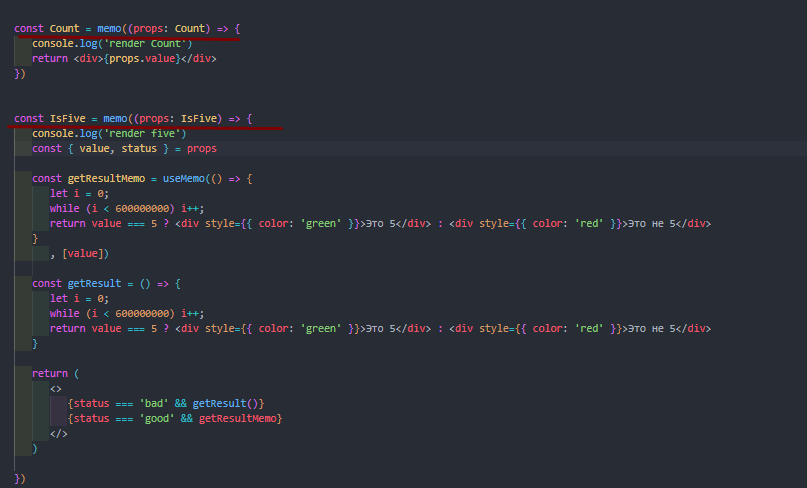 const Count = memo((props: Count) => {
console.log('render Count')
return <div>{props.value}</div>
})
const IsFive = memo((props: IsFive) => {
console.log('render five')
const { value, status } = props
const getResultMemo = useMemo(() => {
let i = 0;
while (i < 600000000) i++;
return value === 5 ? <div style={{ color: 'green' }}>Это 5</div> : <div style={{ color: 'red' }}>Это не 5</div>
}
, [value])
const getResult = () => {
let i = 0;
while (i < 600000000) i++;
return value === 5 ? <div style={{ color: 'green' }}>Это 5</div> : <div style={{ color: 'red' }}>Это не 5</div>
}
return (
<>
{status === 'bad' && getResult()}
{status === 'good' && getResultMemo}
</>
)
})